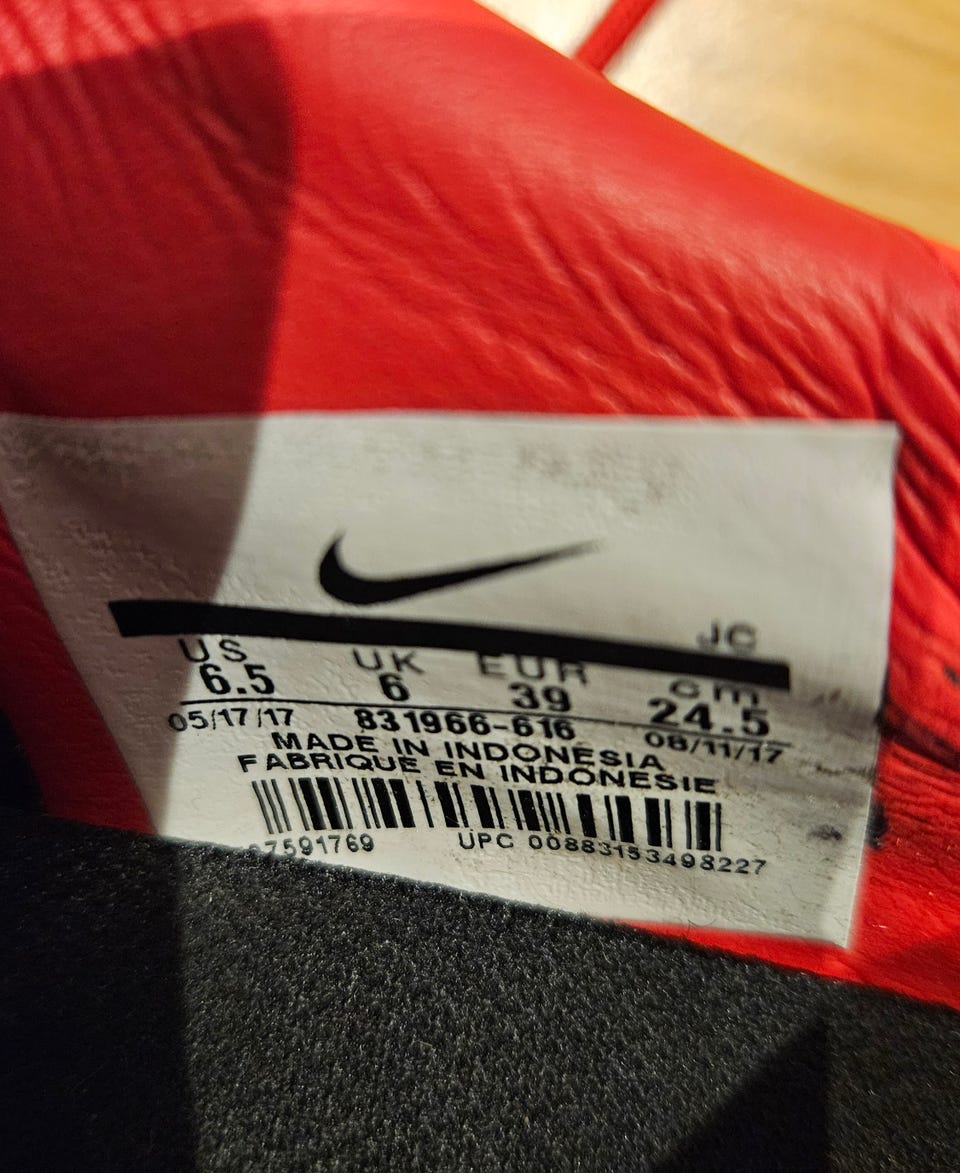 JC
US UK EUR cm
6.5 6 39 24.5
05/17/17 831966-616 08/11/17
MADE IN INDONESIA
FABRIQUE EN INDONESIE
7591769 UPC 00883153498227